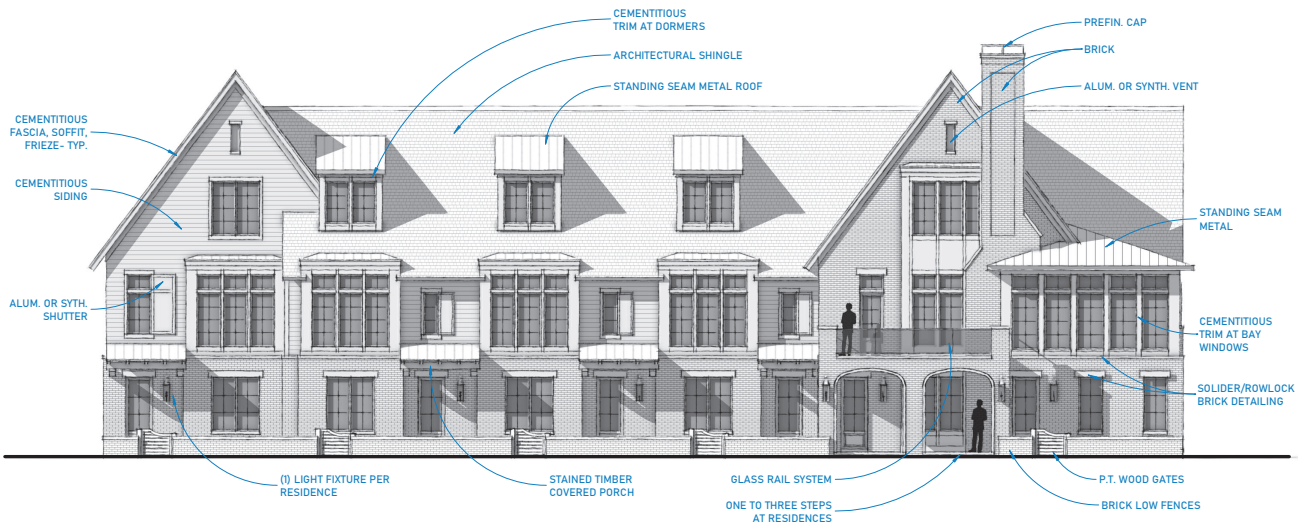 CEMENTITIOUS
TRIM AT DORMERS
ARCHITECTURAL SHINGLE
STANDING SEAM METAL ROOF
PREFIN. CAP
BRICK
ALUM. OR SYNTH. VENT
CEMENTITIOUS
FASCIA, SOFFIT,
FRIEZE- TYP.
CEMENTITIOUS
SIDING
ALUM. OR SYTH.
SHUTTER
STANDING SEAM
METAL
CEMENTITIOUS
TRIM AT BAY
WINDOWS
SOLIDER/ROWLOCK
BRICK DETAILING
(1) LIGHT FIXTURE PER
RESIDENCE
STAINED TIMBER
COVERED PORCH
GLASS RAIL SYSTEM
ONE TO THREE STEPS
AT RESIDENCES
P.T. WOOD GATES
BRICK LOW FENCES